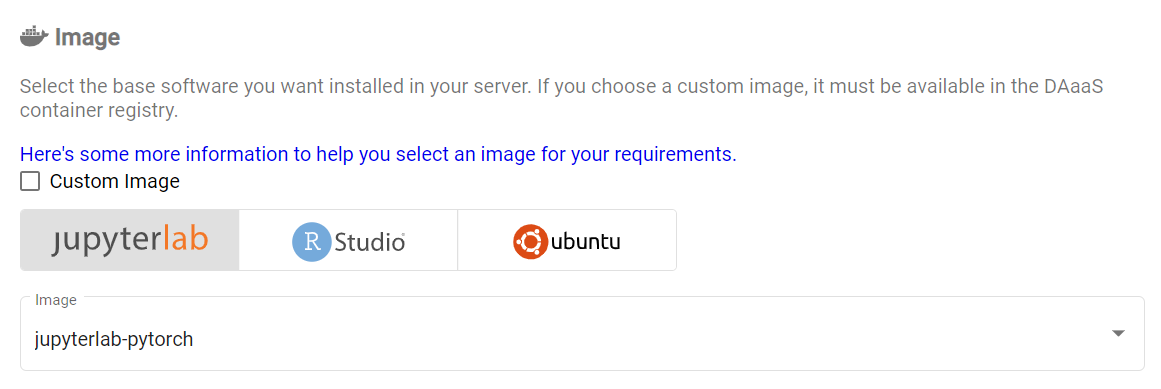 Image
Select the base software you want installed in your server. If you choose a custom image, it must be available in the DAaaS
container registry.
Here's some more information to help you select an image for your requirements.
Custom Image
jupyterlab R Studio ubuntu
Image
jupyterlab-pytorch